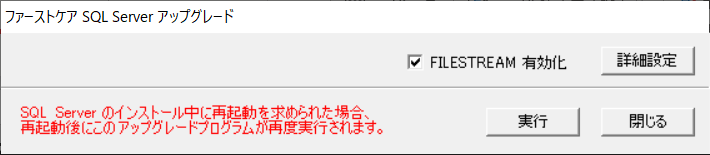 ファーストケア SQL Server アップグレード
FILESTREAM 有効化
詳細設定
SQL Server のインストール中に再起動を求められた場合、
再起動後にこのアップグレードプログラムが再度実行されます。
実行
閉じる